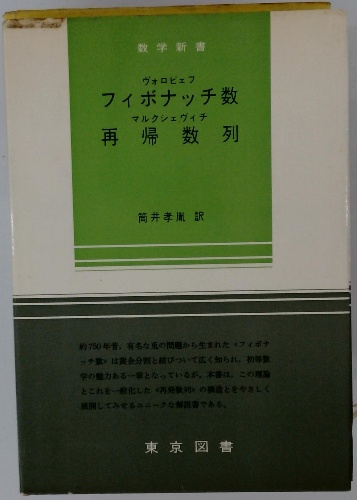 数学新書
ヴォロビェフ
フィボナッチ数
マルクシェヴィチ
再帰数列
筒井孝胤 訳
約750年昔、有名な兎の問題から生まれた《フィボナ
ッチ数》は黄金分割と結びついて広く知られ、初等数
学の魅力ある一章となっているが、本書は、この理論
とこれを一般化した《再帰数列》の構造とをやさしく
展開してみせるユニークな解説書である。
東京図書